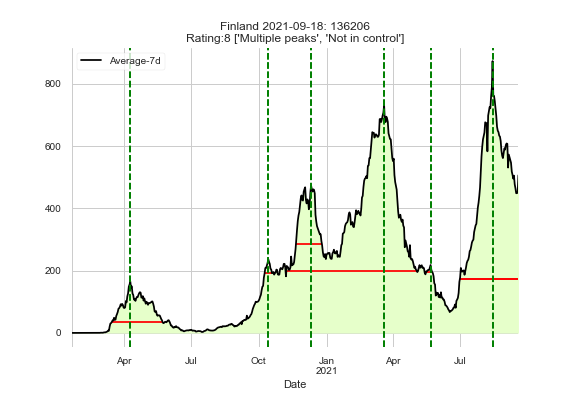 Finland 2021-09-18: 136206
Rating:8 ['Multiple peaks', 'Not in control']
Average-7d
800
600
400
200
0
Apr Jul Oct Jan Apr Jul
2021
Date